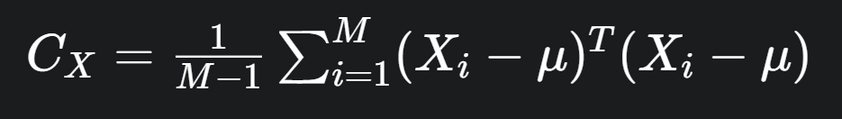 C_X = \frac{1}{M-1} \sum_{i=1}^{M} (X_i - \mu)^T (X_i - \mu)